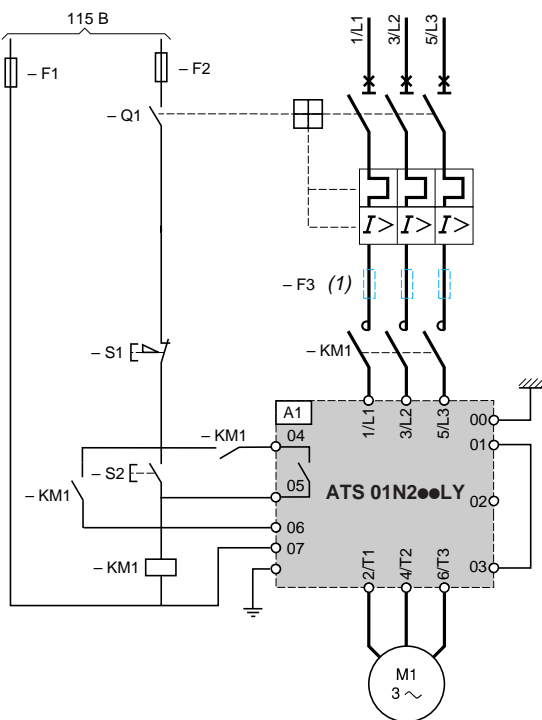 115 B
– F1
– F2
– Q1
1/L1
3/L2
5/L3
I>
I>
I>
– F3 (1)
– S1
– KM1
A1
1/L1
3/L2
5/L3
00
– KM1
04
01
– S2
05
ATS 01N2●●LY
02
– KM1
06
07
– KM1
2/T1
4/T2
6/T3
03
M1
3 ~